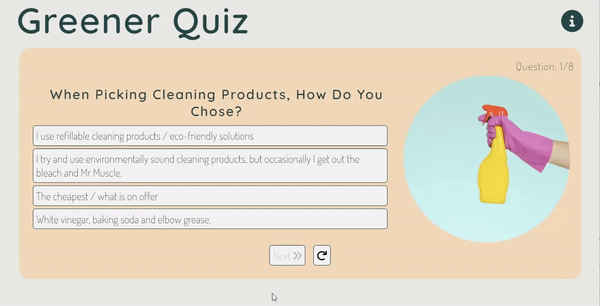 Greener Quiz
Question: 1/8
When Picking Cleaning Products, How Do You
Chose?
I use refillable cleaning products / eco-friendly solutions
I try and use environmentally sound cleaning products, but occasionally I get out the
bleach and Mr Muscle.
The cheapest / what is on offer
White vinegar, baking soda and elbow grease.
Next